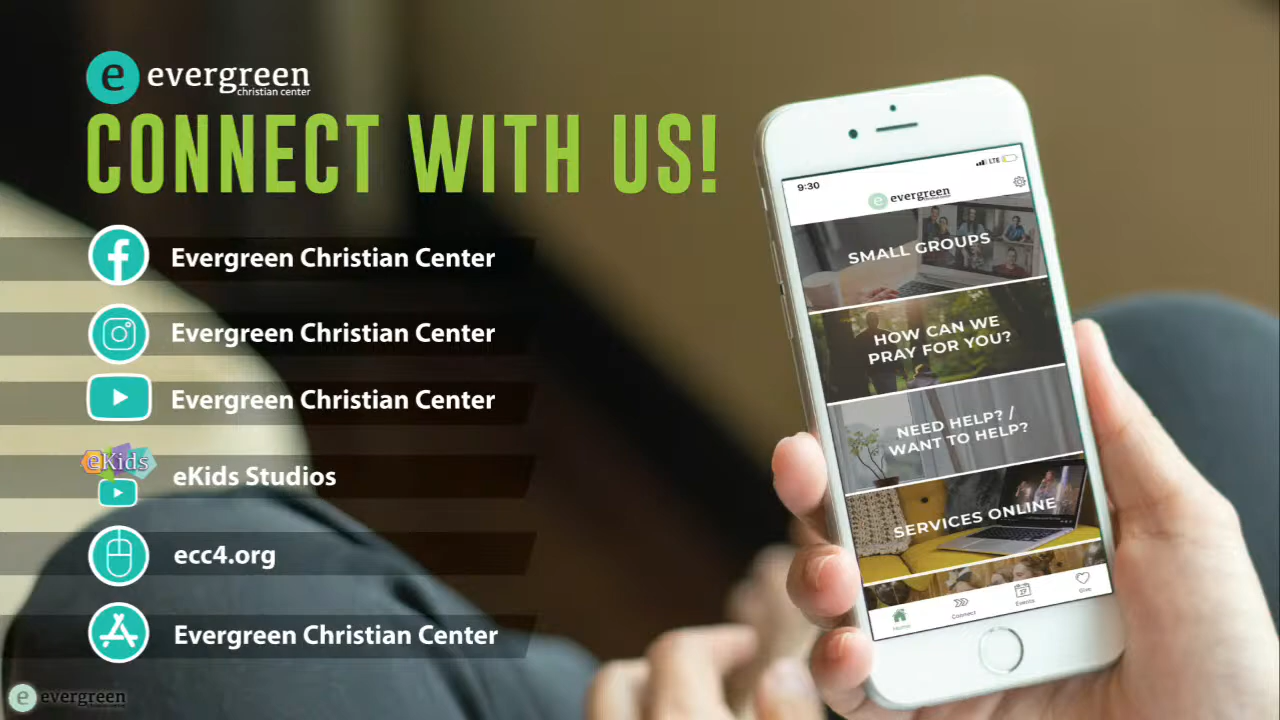 e evergreen
christian center
CONNECT WITH US!
Evergreen Christian Center
Evergreen Christian Center
Evergreen Christian Center
eKids
eKids Studios
ecc4.org
Evergreen Christian Center
e evergreen
9:30
LTE
e evergreen
SMALL GROUPS
HOW CAN WE
PRAY FOR YOU?
NEED HELP? /
WANT TO HELP?
SERVICES ONLINE
Home
Connect
Events
Give